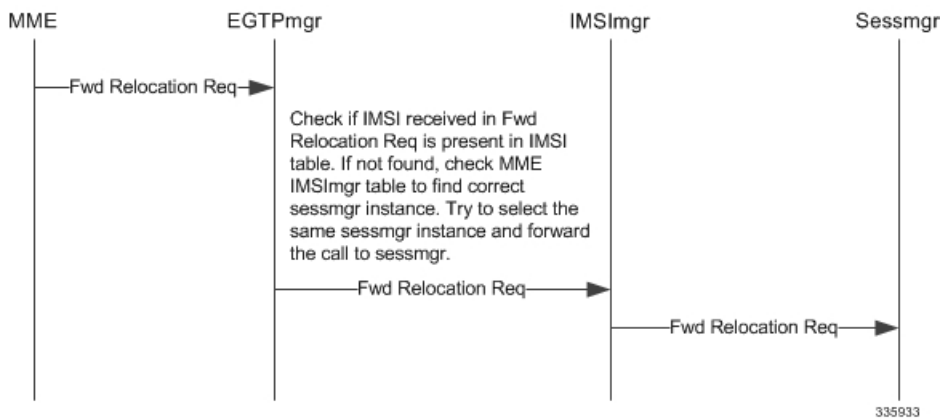 MME EGTPmgr IMSImgr Sessmgr
Fwd Relocation Req
Check if IMSI received in Fwd
Relocation Req is present in IMSI
table. If not found, check MME
IMSImgr table to find correct
sessmgr instance. Try to select the
same sessmgr instance and forward
the call to sessmgr.
Fwd Relocation Req
Fwd Relocation Req
335933